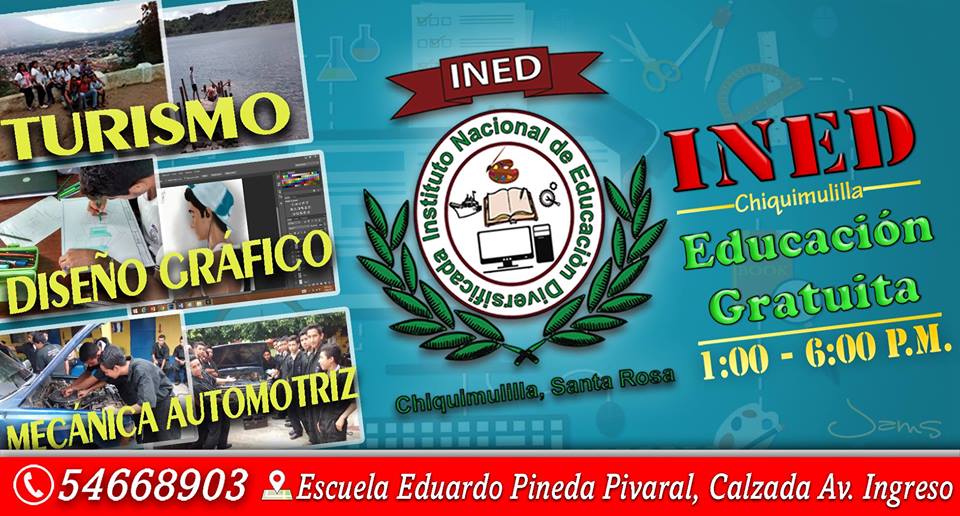 TURISMO
DISEÑO GRÁFICO
MECÁNICA AUTOMOTRIZ
INED
Instituto Nacional de Educación Diversificada
Chiquimulilla, Santa Rosa
INED
Chiquimulilla
Educación
Gratuita
1:00 - 6:00 P.M.
BOOK
Jams
54668903 Escuela Eduardo Pineda Pivaral, Calzada Av. Ingreso